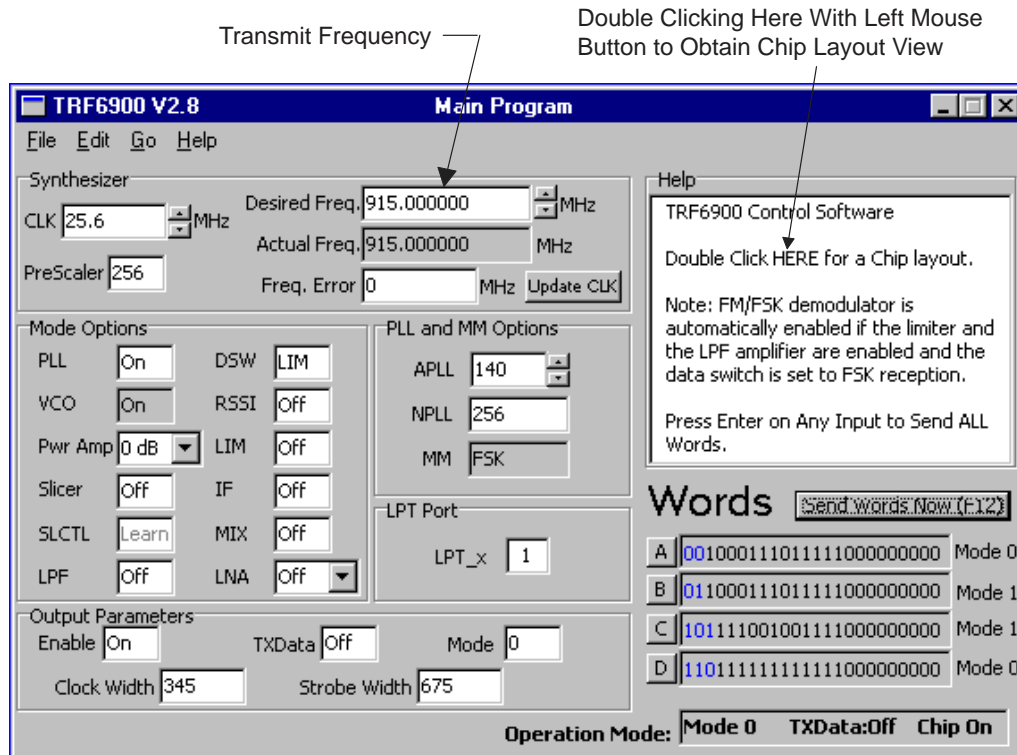 Transmit Frequency
Double Clicking Here With Left Mouse
Button to Obtain Chip Layout View
TRF6900 V2.8 Main Program
File Edit Go Help
Synthesizer
CLK 25.6 MHz
Desired Freq. 915.000000 MHz
Actual Freq. 915.000000 MHz
PreScaler 256
Freq. Error 0 MHz Update CLK
Help
TRF6900 Control Software
Double Click HERE for a Chip layout.
Note: FM/FSK demodulator is
automatically enabled if the limiter and
the LPF amplifier are enabled and the
data switch is set to FSK reception.
Press Enter on Any Input to Send ALL
Words.
Mode Options
PLL On DSW LIM
VCO On RSSI Off
Pwr Amp 0 dB LIM Off
Slicer Off IF Off
SLCTL Learn MIX Off
LPF Off LNA Off
PLL and MM Options
APLL 140
NPLL 256
MM FSK
LPT Port
LPT_x 1
Words Send Words Now (F12)
A 001000111011111000000000 Mode 0
B 011000111011111000000000 Mode 1
C 101111001001111000000000 Mode 1
D 110111111111111000000000 Mode 0
Output Parameters
Enable On TXData Off Mode 0
Clock Width 345 Strobe Width 675
Operation Mode: Mode 0 TXData:Off Chip On